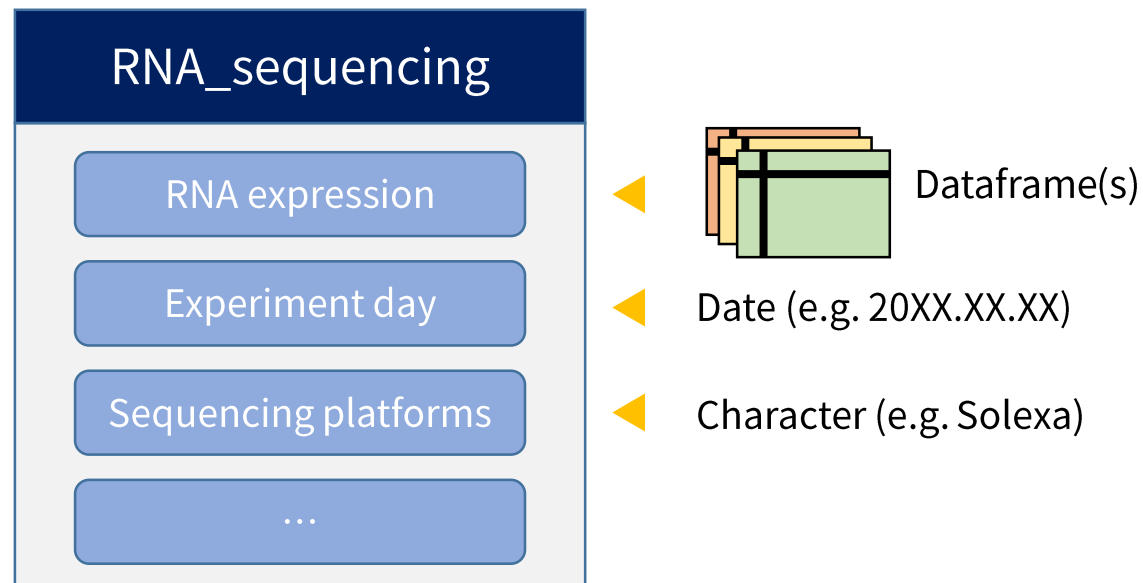 RNA_sequencing
RNA expression
Dataframe(s)
Experiment day
Date (e.g. 20XX.XX.XX)
Sequencing platforms
Character (e.g. Solexa)
…